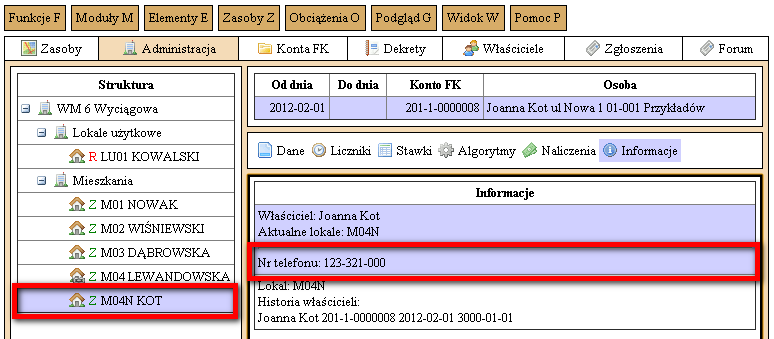 Funkcje F Moduły M Elementy E Zasoby Z Obciążenia O Podgląd G Widok W Pomoc P
Zasoby Administracja Konta FK Dekrety Właściciele Zgłoszenia Forum
Struktura
WM 6 Wyciągowa
Lokale użytkowe
R LU01 KOWALSKI
Mieszkania
Z M01 NOWAK
Z M02 WIŚNIEWSKI
Z M03 DĄBROWSKA
Z M04 LEWANDOWSKA
Z M04N KOT
Od dnia Do dnia Konto FK Osoba
2012-02-01 201-1-0000008 Joanna Kot ul Nowa 1 01-001 Przykładów
Dane Liczniki Stawki Algorytmy Naliczenia Informacje
Informacje
Właściciel: Joanna Kot
Aktualne lokale: M04N
Nr telefonu: 123-321-000
Lokal: M04N
Historia właścicieli:
Joanna Kot 201-1-0000008 2012-02-01 3000-01-01